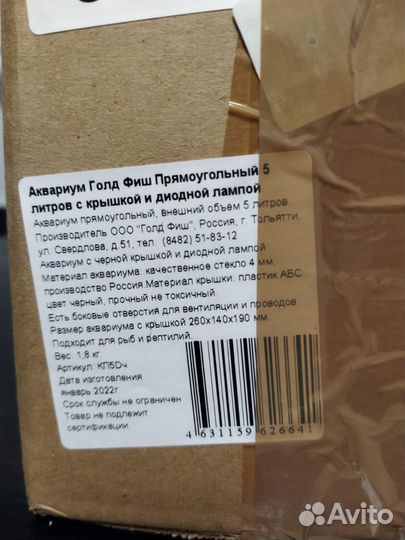 Аквариум Голд Фиш Прямоугольный 5
литров с крышкой и диодной лампой
Аквариум прямоугольный, внешний объем 5 литров.
Производитель ООО "Голд Фиш", Россия, г. Тольятти,
ул. Свердлова, д.51, тел. (8482) 51-83-12
Аквариум с черной крышкой и диодной лампой
Материал аквариума: качественное стекло 4 мм,
производство Россия.Материал крышки: пластик АБС
цвет черный, прочный не токсичный.
Есть боковые отверстия для вентиляции и проводов.
Размер аквариума с крышкой 260х140х190 мм.
Подходит для рыб и рептилий.
Вес: 1,8 кг
Артикул: КП5Dч
Дата изготовления
январь 2022г
Срок службы не ограничен
Товар не подлежит
сертификации
4 631159 626641
Avito